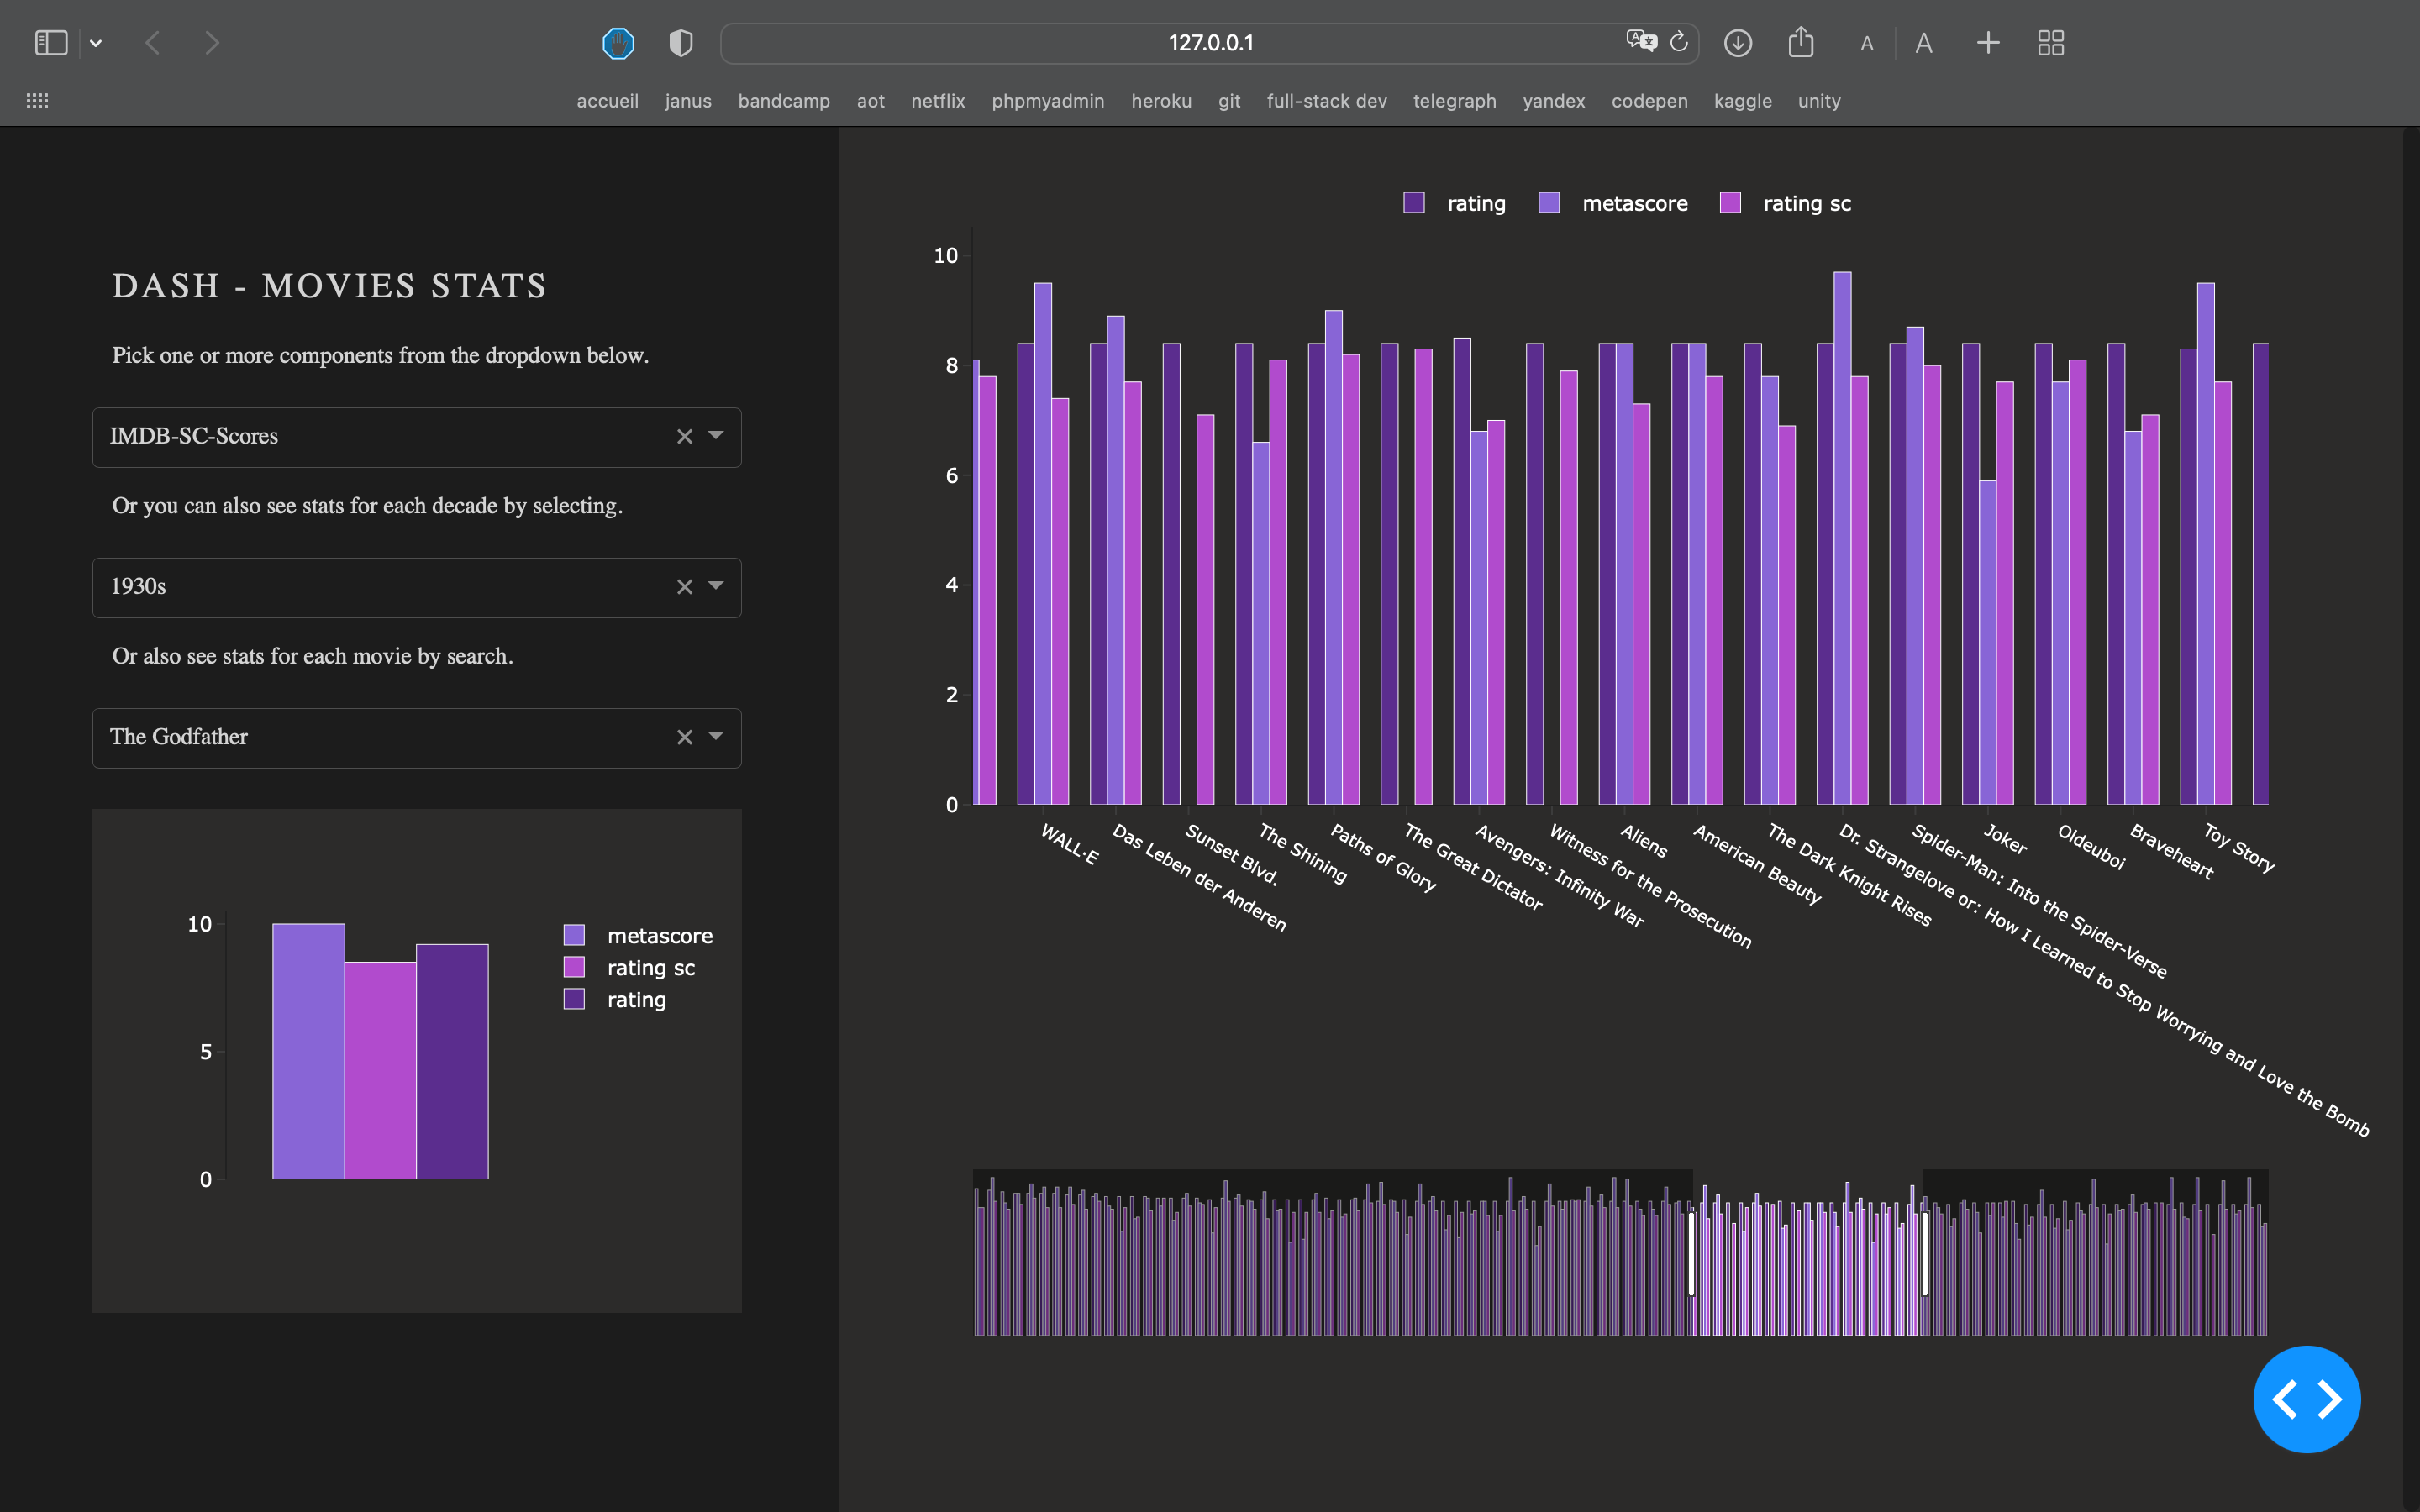 127.0.0.1
A A
accueil janus bandcamp aot netflix phpmyadmin heroku git full-stack dev telegraph yandex codepen kaggle unity
DASH - MOVIES STATS
Pick one or more components from the dropdown below.
IMDB-SC-Scores
Or you can also see stats for each decade by selecting.
1930s
Or also see stats for each movie by search.
The Godfather
10
5
0
metascore
rating sc
rating
rating metascore rating sc
10
8
6
4
2
0
WALL·E
Das Leben der Anderen
Sunset Blvd.
The Shining
Paths of Glory
The Great Dictator
Avengers: Infinity War
Witness for the Prosecution
Aliens
American Beauty
The Dark Knight Rises
Dr. Strangelove or: How I Learned to Stop Worrying and Love the Bomb
Spider-Man: Into the Spider-Verse
Joker
Oldeuboi
Braveheart
Toy Story